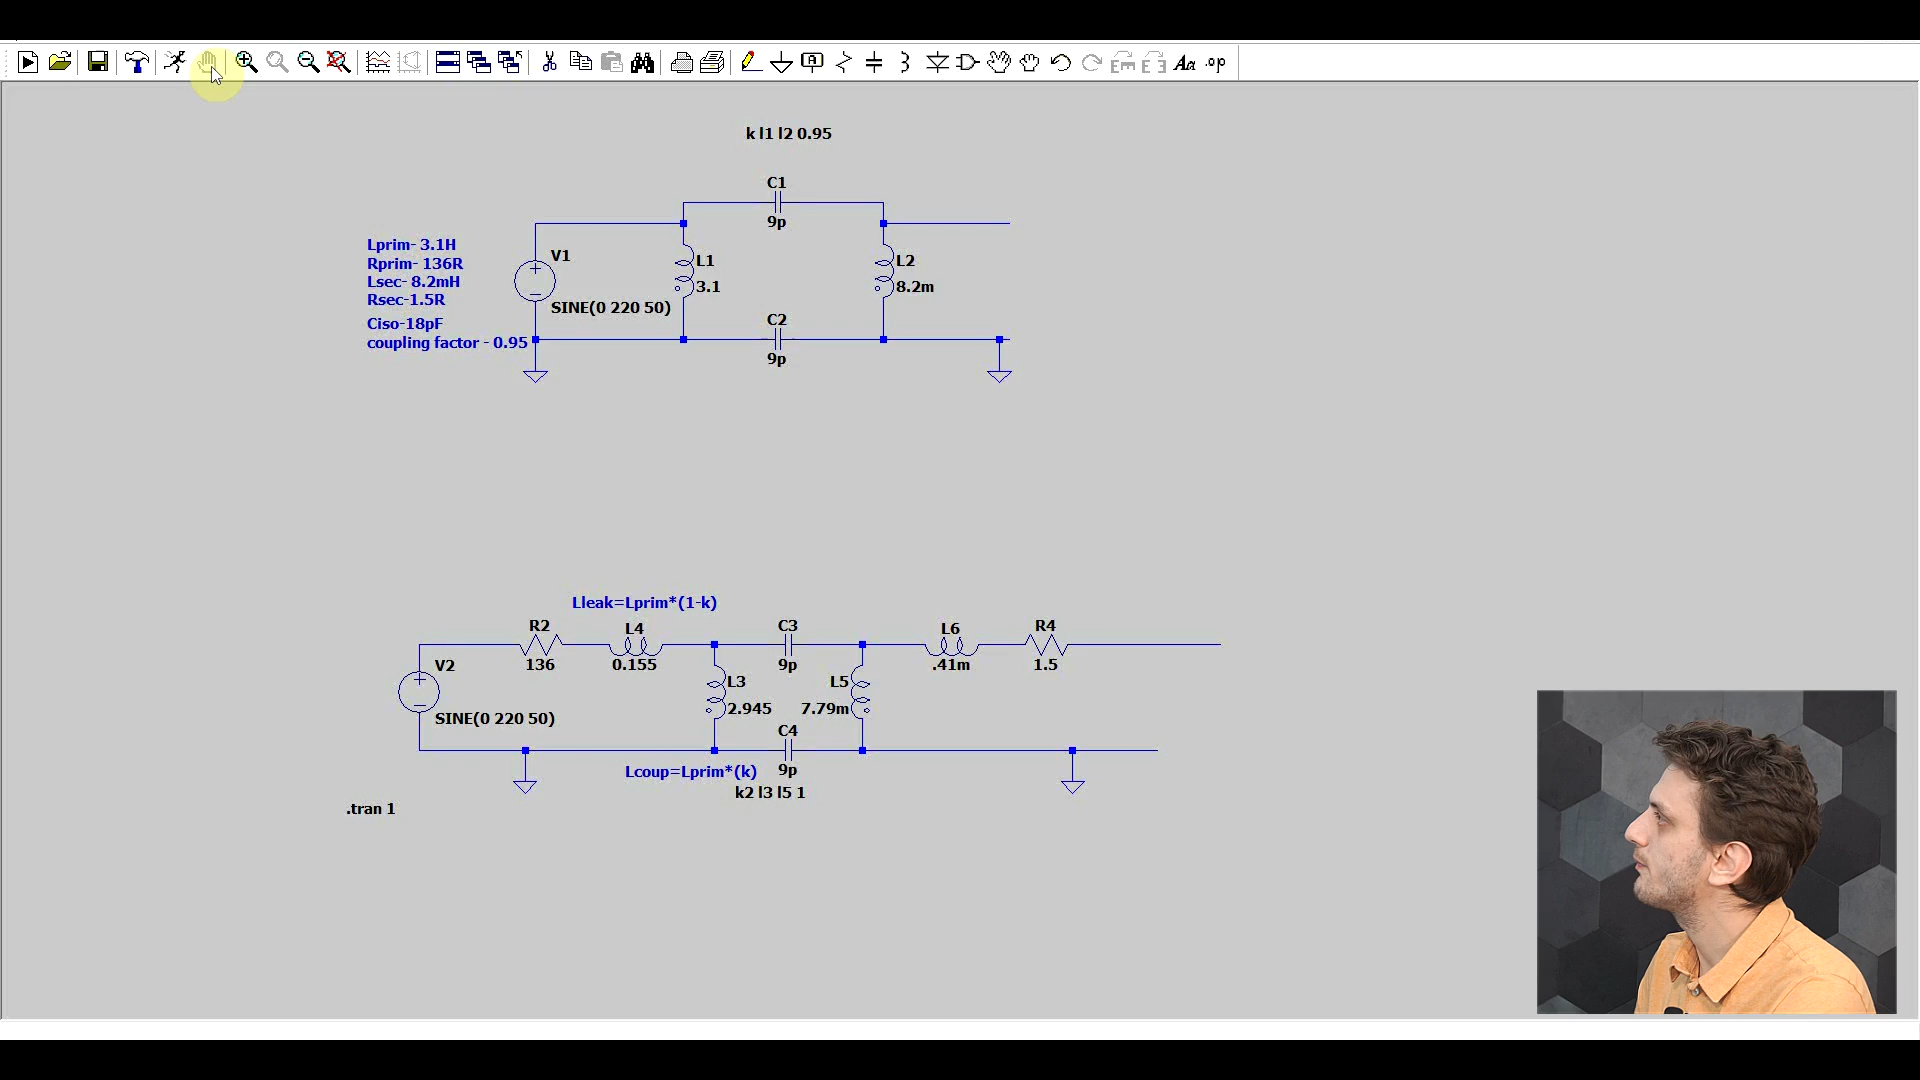 k l1 l2 0.95
C1
9p
Lprim- 3.1H
Rprim- 136R
Lsec- 8.2mH
Rsec-1.5R
Ciso-18pF
coupling factor - 0.95
V1
SINE(0 220 50)
L1
3.1
L2
8.2m
C2
9p
Lleak=Lprim*(1-k)
R2
136
L4
0.155
C3
9p
L6
.41m
R4
1.5
V2
SINE(0 220 50)
L3
2.945
L5
7.79m
C4
9p
Lcoup=Lprim*(k)
k2 l3 l5 1
.tran 1
Aa
.op
A